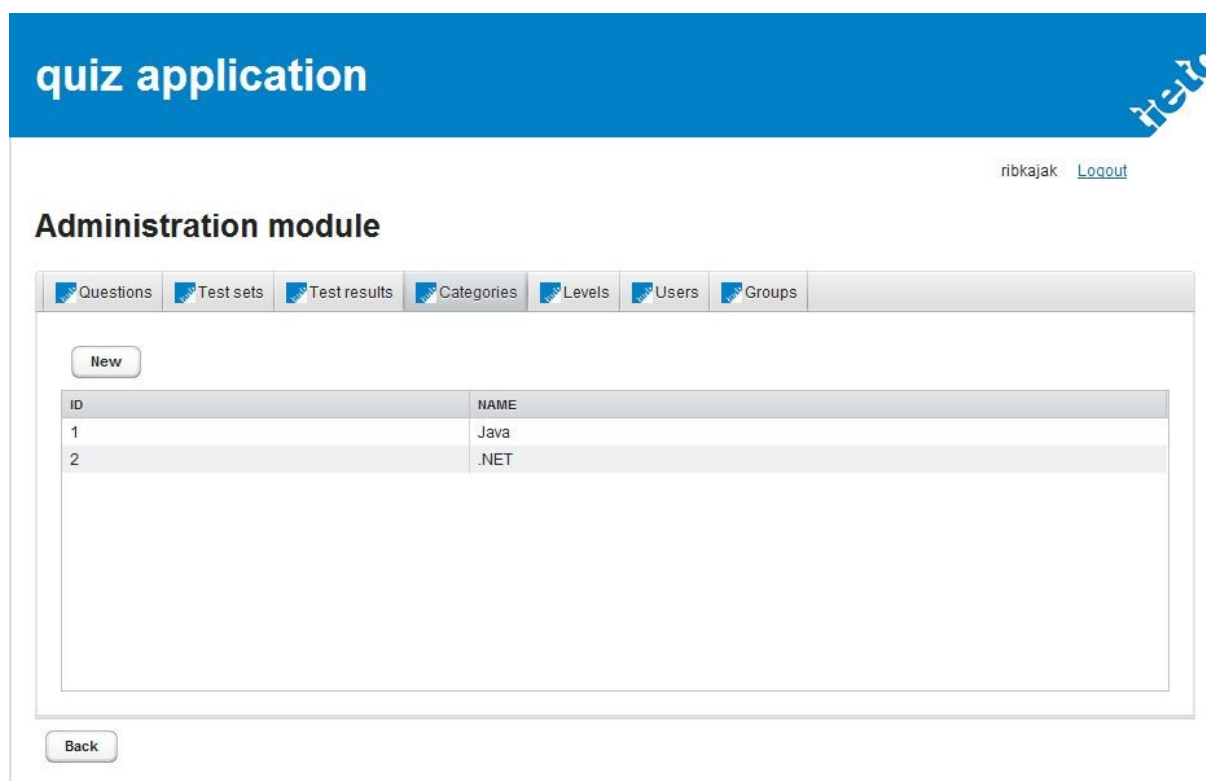 quiz application
ribkajak Logout
Administration module
Questions Test sets Test results Categories Levels Users Groups
New
ID NAME
1 Java
2 .NET
Back